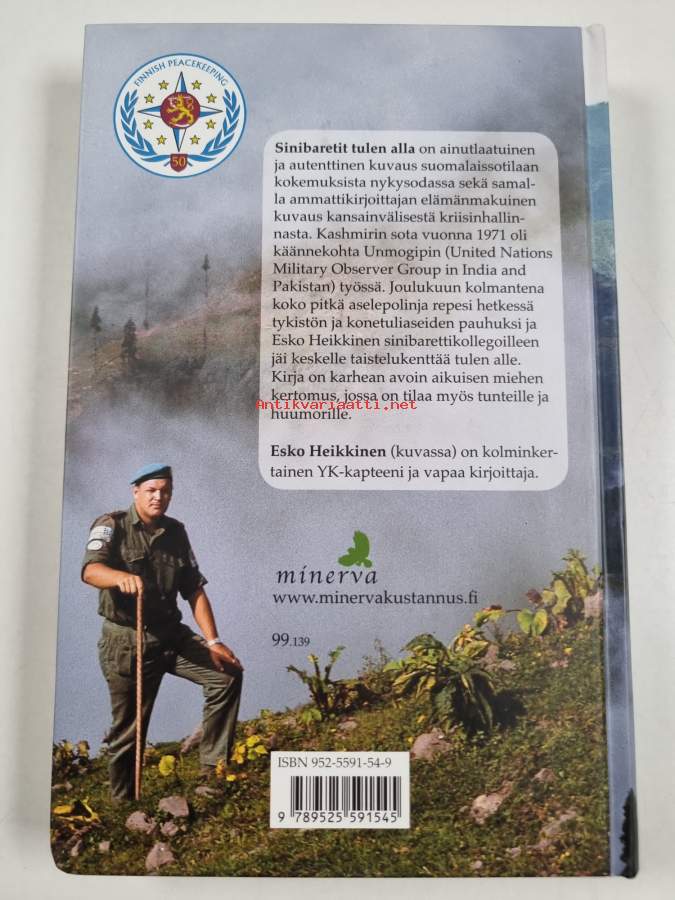 FINNISH PEACEKEEPING
50
Sinibaretit tulen alla on ainutlaatuinen
ja autenttinen kuvaus suomalaissotilaan
kokemuksista nykysodassa sekä samal-
la ammattikirjoittajan elämänmakuinen
kuvaus kansainvälisestä kriisinhallin-
nasta. Kashmirin sota vuonna 1971 oli
käännekohta Unmogipin (United Nations
Military Observer Group in India and
Pakistan) työssä. Joulukuun kolmantena
koko pitkä aselepolinja repesi hetkessä
tykistön ja konetuliaseiden pauhuksi ja
Esko Heikkinen sinibarettikollegoilleen
jäi keskelle taistelukenttää tulen alle.
Kirja on karhean avoin aikuisen miehen
kertomus, jossa on tilaa myös tunteille ja
huumorille.
Antikvariaatti.net
Esko Heikkinen (kuvassa) on kolminker-
tainen YK-kapteeni ja vapaa kirjoittaja.
minerva
www.minervakustannus.fi
99.139
ISBN 952-5591-54-9
9 789525 591545